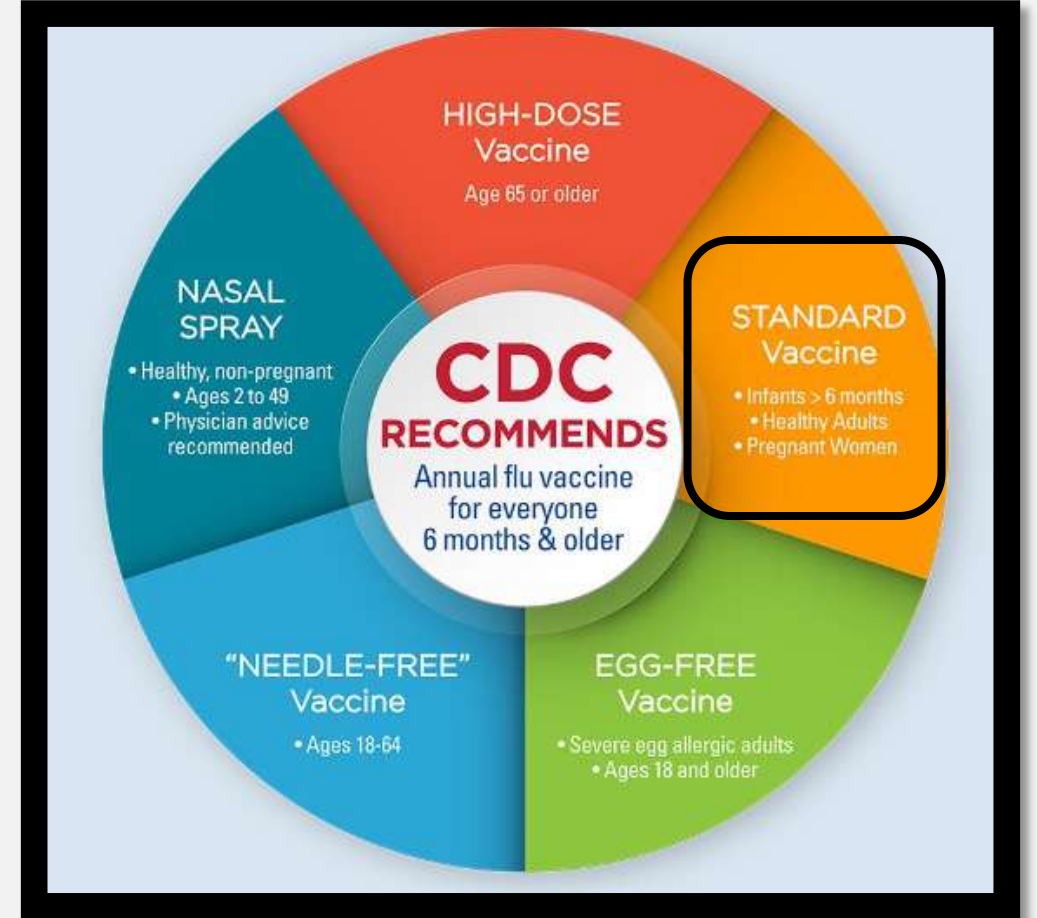 HIGH-DOSE
Vaccine
Age 65 or older
NASAL
SPRAY
• Healthy, non-pregnant
• Ages 2 to 49
• Physician advice
recommended
CDC
RECOMMENDS
Annual flu vaccine
for everyone
6 months & older
STANDARD
Vaccine
• Infants > 6 months
• Healthy Adults
• Pregnant Women
"NEEDLE-FREE"
Vaccine
• Ages 18-64
EGG-FREE
Vaccine
• Severe egg allergic adults
• Ages 18 and older